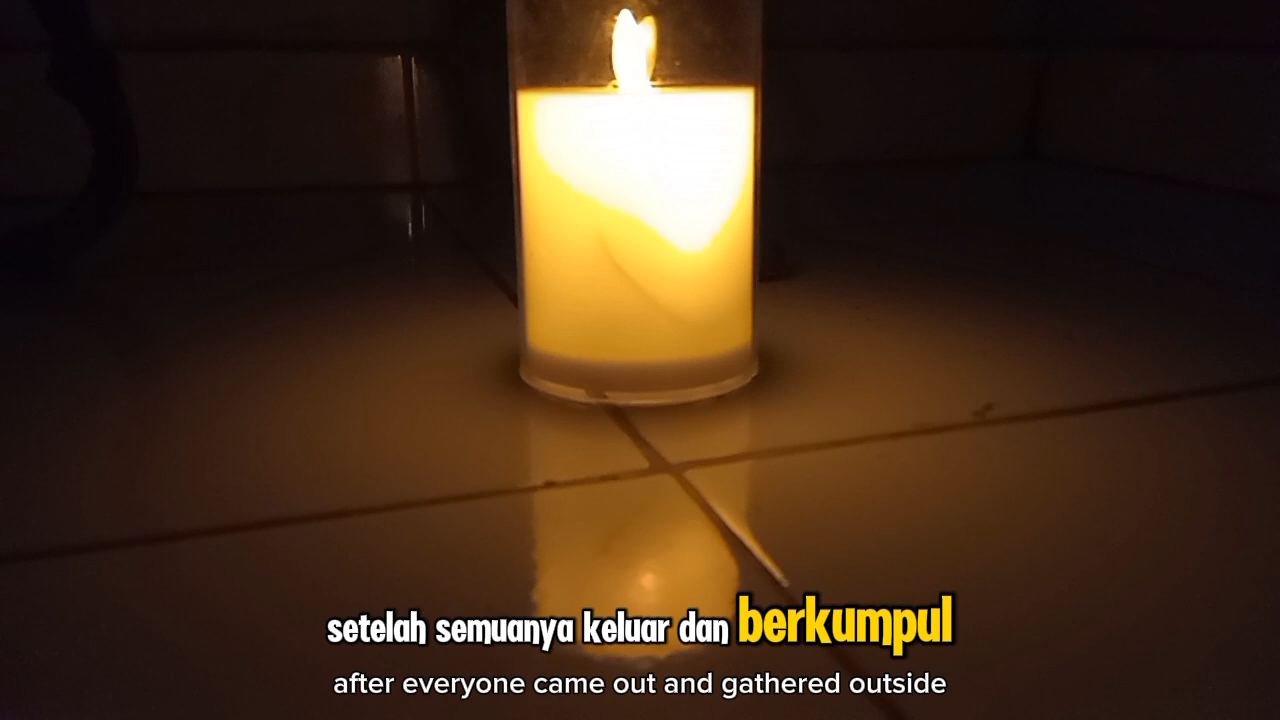 setelah semuanya keluar dan berkumpul
after everyone came out and gathered outside